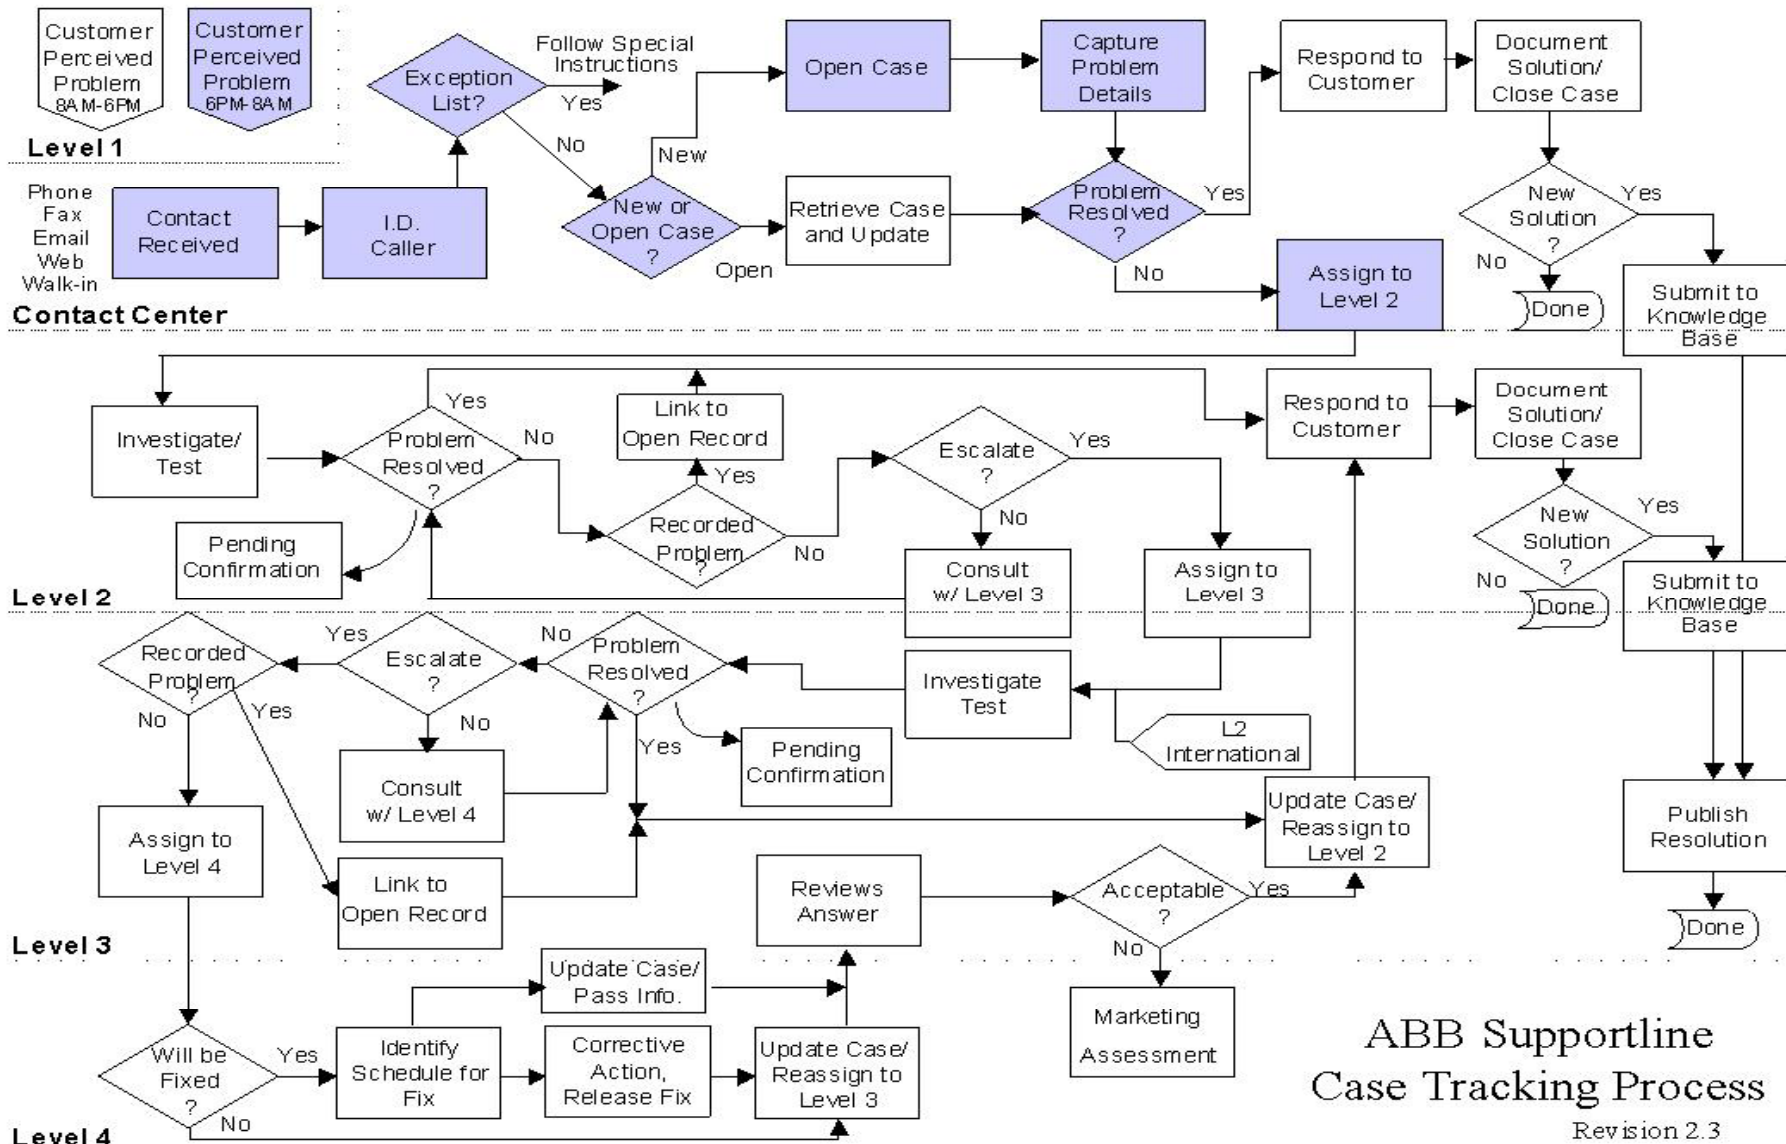 Customer
Perceived
Problem
8AM-6PM
Customer
Perceived
Problem
6PM-8AM
Level 1
Exception
List?
Follow Special
Instructions
Yes
No
New
Open Case
Capture
Problem
Details
Respond to
Customer
Document
Solution/
Close Case
Phone
Fax
Email
Web
Walk-in
Contact
Received
I.D.
Caller
New or
Open Case
?
Open
Retrieve Case
and Update
Problem
Resolved
?
Yes
No
Assign to
Level 2
New
Solution
?
Yes
No
Done
Submit to
Knowledge
Base
Contact Center
Investigate/
Test
Problem
Resolved
?
Yes
No
Pending
Confirmation
Link to
Open Record
Yes
Recorded
Problem
?
No
Escalate
?
Yes
No
Consult
w/ Level 3
Assign to
Level 3
Respond to
Customer
Document
Solution/
Close Case
New
Solution
?
Yes
No
Done
Submit to
Knowledge
Base
Level 2
Recorded
Problem
?
No
Yes
Yes
Escalate
?
No
No
Problem
Resolved
?
Yes
Investigate
Test
L2
International
Pending
Confirmation
Consult
w/ Level 4
Assign to
Level 4
Link to
Open Record
Update Case/
Reassign to
Level 2
Reviews
Answer
Acceptable
?
Yes
No
Publish
Resolution
Done
Level 3
Update Case/
Pass Info.
Marketing
Assessment
Will be
Fixed
?
Yes
No
Identify
Schedule for
Fix
Corrective
Action,
Release Fix
Update Case/
Reassign to
Level 3
Level 4
ABB Supportline
Case Tracking Process
Revision 2.3